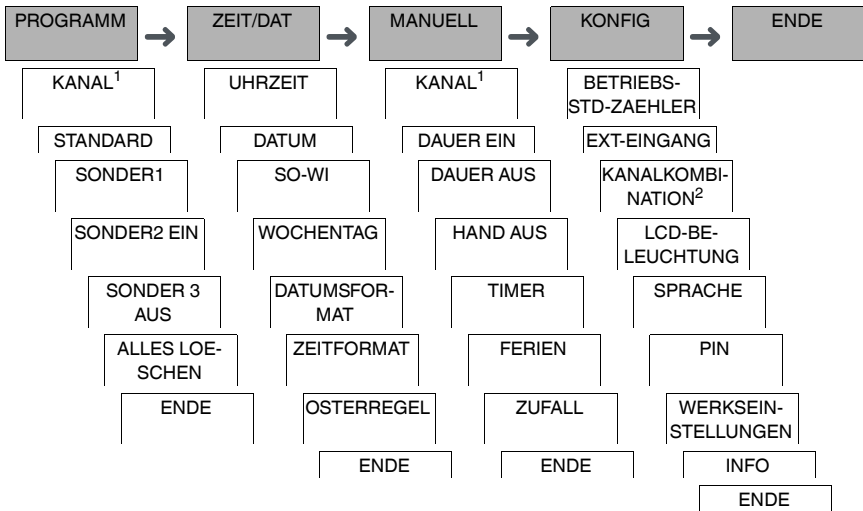 PROGRAMM
ZEIT/DAT
MANUELL
KONFIG
ENDE
KANAL1
STANDARD
SONDER1
SONDER2 EIN
SONDER 3
AUS
ALLES LOE-
SCHEN
ENDE
UHRZEIT
DATUM
SO-WI
WOCHENTAG
DATUMSFOR-
MAT
ZEITFORMAT
OSTERREGEL
ENDE
KANAL1
DAUER EIN
DAUER AUS
HAND AUS
TIMER
FERIEN
ZUFALL
ENDE
BETRIEBS-
STD-ZAEHLER
EXT-EINGANG
KANALKOMBI-
NATION2
LCD-BE-
LEUCHTUNG
SPRACHE
PIN
WERKSEIN-
STELLUNGEN
INFO
ENDE